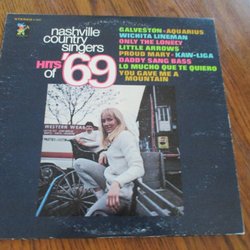 nashville
country
singers
HITS
of '69
GALVESTON • AQUARIUS
WICHITA LINEMAN
ONLY THE LONELY
LITTLE ARROWS
PROUD MARY • KAW-LIGA
DADDY SANG BASS
LO MUCHO QUE TE QUIERO
YOU GAVE ME A
MOUNTAIN
WESTERN WEAR